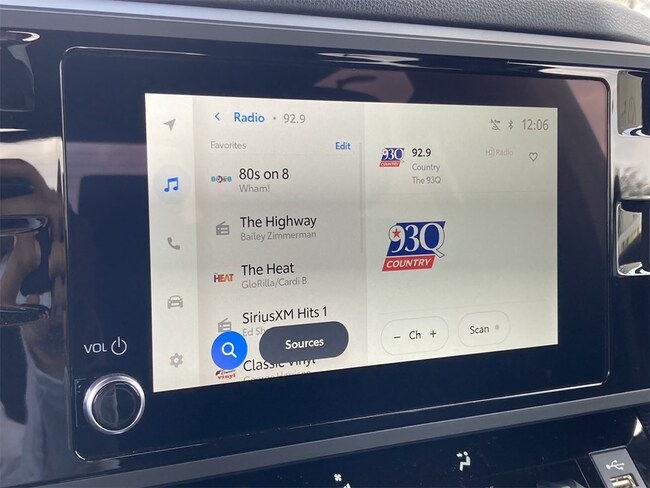 Radio • 92.9
12:06
Favorites
Edit
80s on 8
Wham!
The Highway
Bailey Zimmerman
HEAT
The Heat
GloRilla/Cardi B
SiriusXM Hits 1
Ed
Sources
Classic Vinyl
93Q
COUNTRY
92.9
Country
The 93Q
Radio
93Q
COUNTRY
− Ch +
Scan
VOL